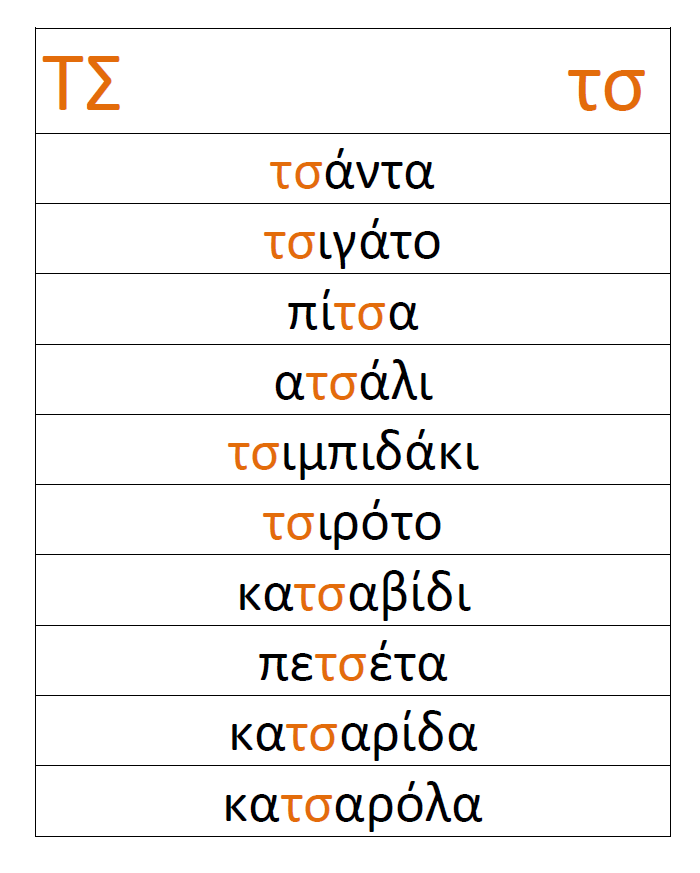 ΤΣ τσ
τσάντα
τσιγάτο
πίτσα
ατσάλι
τσιμπιδάκι
τσιρότο
κατσαβίδι
πετσέτα
κατσαρίδα
κατσαρόλα